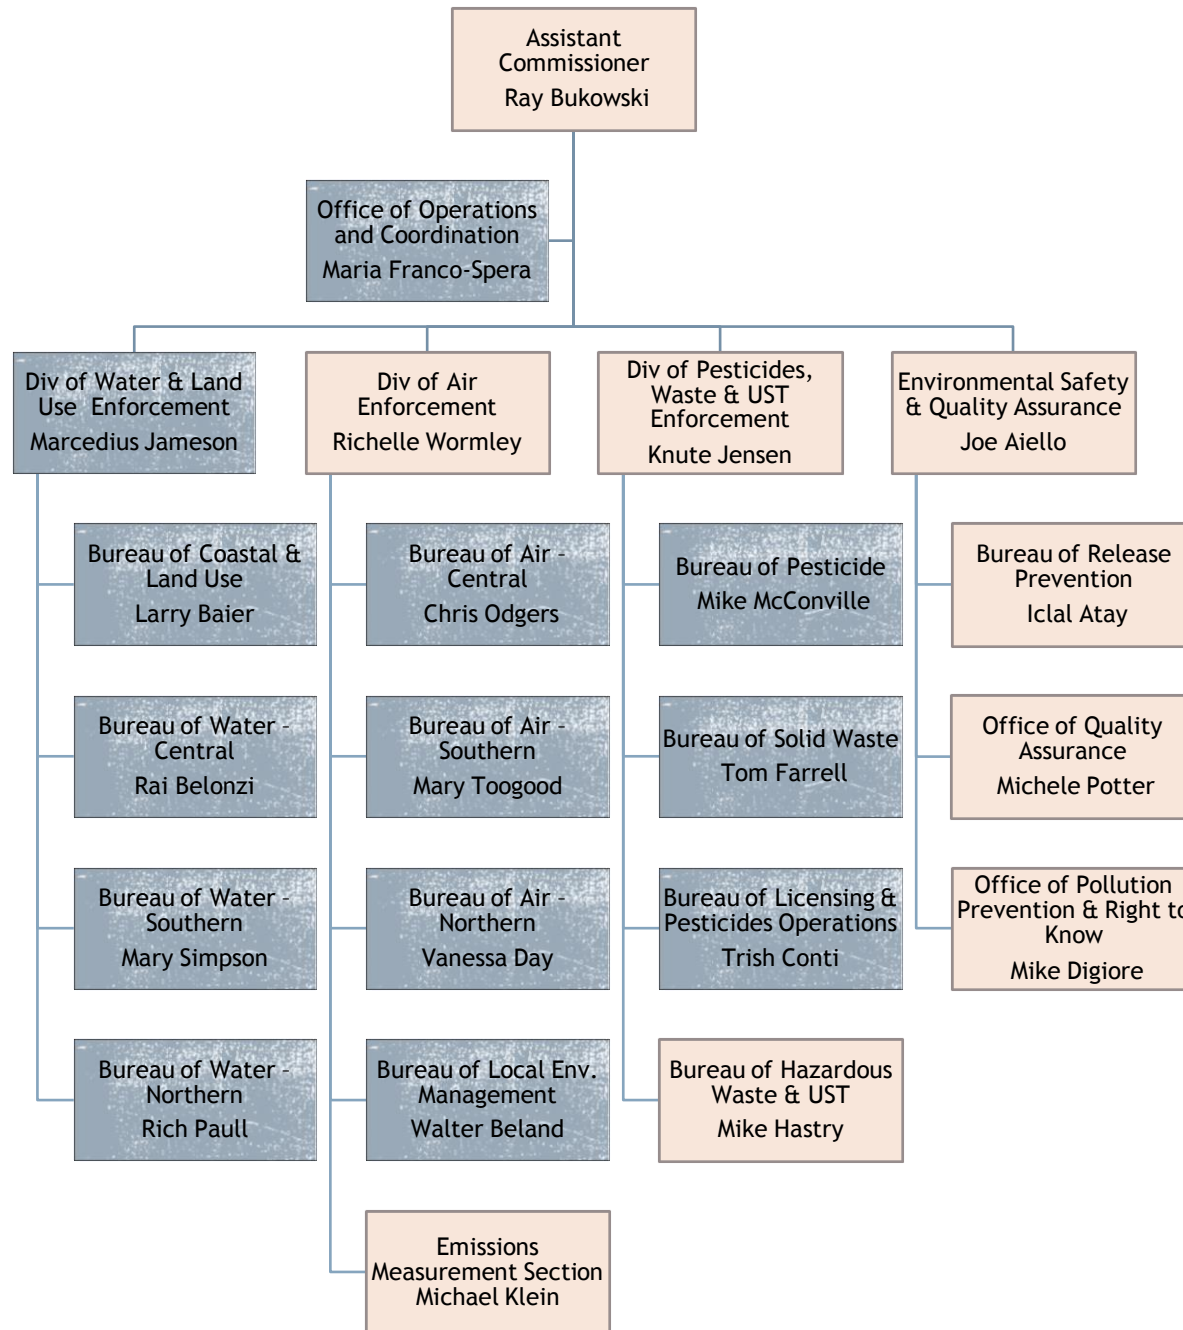 Assistant
Commissioner
Ray Bukowski
Office of Operations
and Coordination
Maria Franco-Spera
Div of Water & Land
Use Enforcement
Marcedius Jameson
Div of Air
Enforcement
Richelle Wormley
Div of Pesticides,
Waste & UST
Enforcement
Knute Jensen
Environmental Safety
& Quality Assurance
Joe Aiello
Bureau of Coastal &
Land Use
Larry Baier
Bureau of Air –
Central
Chris Odgers
Bureau of Pesticide
Mike McConville
Bureau of Release
Prevention
Iclal Atay
Bureau of Water –
Central
Rai Belonzi
Bureau of Air –
Southern
Mary Toogood
Bureau of Solid Waste
Tom Farrell
Office of Quality
Assurance
Michele Potter
Bureau of Water –
Southern
Mary Simpson
Bureau of Air –
Northern
Vanessa Day
Bureau of Licensing &
Pesticides Operations
Trish Conti
Office of Pollution
Prevention & Right to
Know
Mike Digiore
Bureau of Water –
Northern
Rich Paull
Bureau of Local Env.
Management
Walter Beland
Bureau of Hazardous
Waste & UST
Mike Hastry
Emissions
Measurement Section
Michael Klein